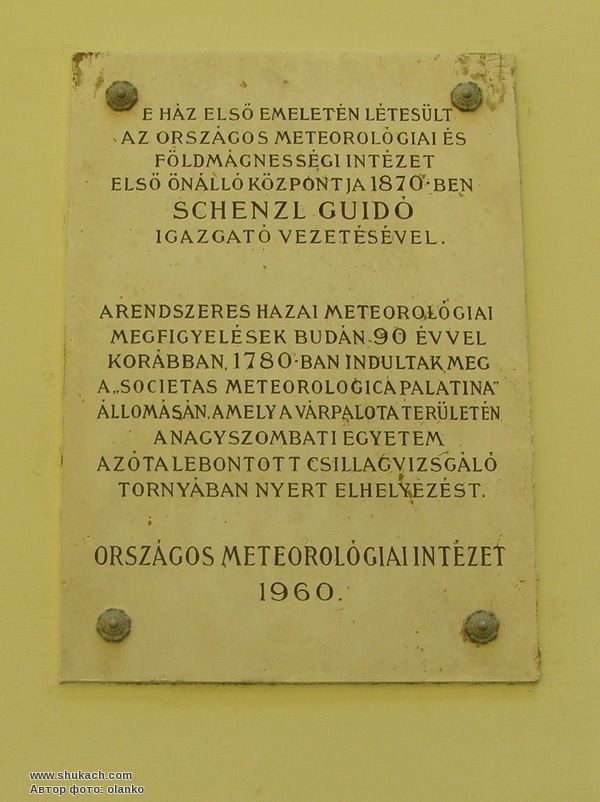 E HÁZ ELSŐ EMELETÉN LÉTESÜLT
AZ ORSZÁGOS METEOROLÓGIAI ÉS
FÖLDMÁGNESSÉGI INTÉZET
ELSŐ ÖNÁLLÓ KÖZPONTJA 1870-BEN
SCHENZL GUIDÓ
IGAZGATÓ VEZETÉSÉVEL.
A RENDSZERES HAZAI METEOROLÓGIAI
MEGFIGYELÉSEK BUDÁN 90 ÉVVEL
KORÁBBAN, 1780-BAN INDULTAK MEG
A „SOCIETAS METEOROLOGICA PALATINA"
ÁLLOMÁSÁN, AMELY A VÁRPALOTA TERÜLETÉN
A NAGYSZOMBATI EGYETEM
AZÓTA LEBONTOTT CSILLAGVIZSGÁLÓ
TORNYÁBAN NYERT ELHELYEZÉST.
ORSZÁGOS METEOROLÓGIAI INTÉZET
1960.
www.shukach.com
Автор фото: olanko